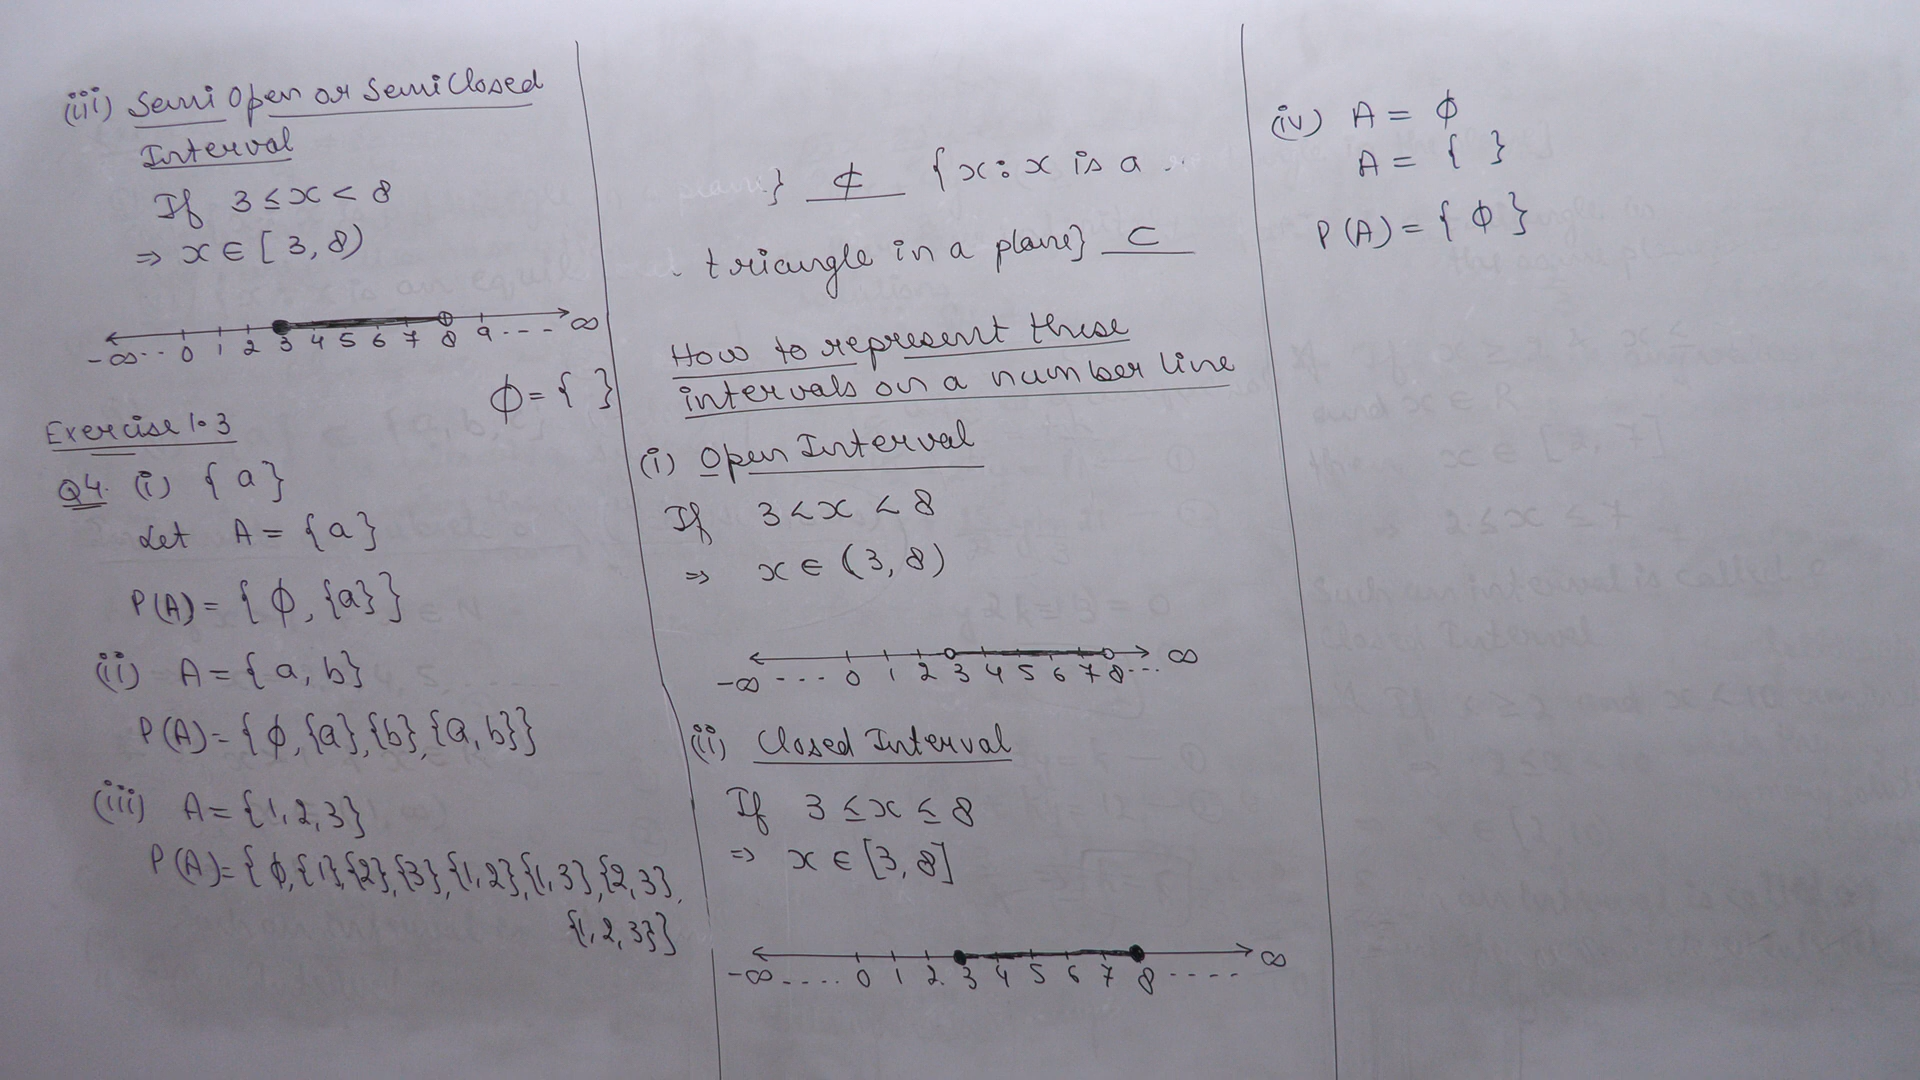 (iii) Semi Open or Semi Closed
Interval
If 3 ≤ x < 8
⇒ x ∈ [3, 8)
-∞.. 0 1 2 3 4 5 6 7 8 9 .... ∞
ϕ = { }
Exercise 1.3
Q4. (i) {a}
Let A = {a}
P(A) = {ϕ, {a}}
(ii) A = {a, b}
P(A) = {ϕ, {a}, {b}, {a, b}}
(iii) A = {1, 2, 3}
P(A) = {ϕ, {1}, {2}, {3}, {1, 2}, {1, 3}, {2, 3},
{1, 2, 3}}
} ⊄ {x : x is a ..
. triangle in a plane} ⊂
How to represent these
intervals on a number line
(i) Open Interval
If 3 < x < 8
⇒ x ∈ (3, 8)
-∞ .... 0 1 2 3 4 5 6 7 8 ... ∞
(ii) Closed Interval
If 3 ≤ x ≤ 8
⇒ x ∈ [3, 8]
-∞ .... 0 1 2 3 4 5 6 7 8 ..... ∞
(iv) A = ϕ
A = { }
P(A) = {ϕ}